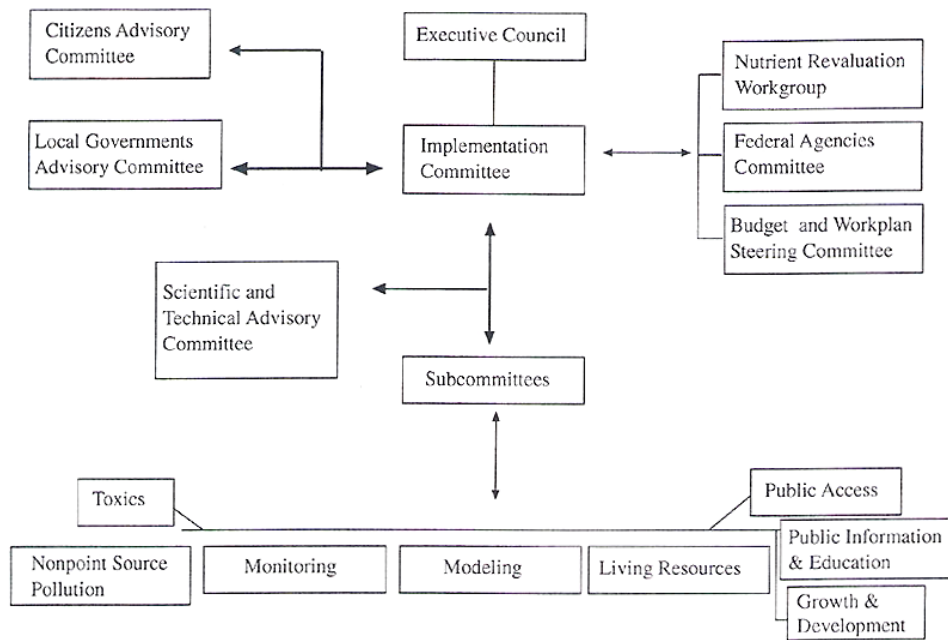 Citizens Advisory
Committee
Executive Council
Nutrient Revaluation
Workgroup
Local Governments
Advisory Committee
Implementation
Committee
Federal Agencies
Committee
Budget and Workplan
Steering Committee
Scientific and
Technical Advisory
Committee
Subcommittees
Toxics
Public Access
Nonpoint Source
Pollution
Monitoring
Modeling
Living Resources
Public Information
& Education
Growth &
Development